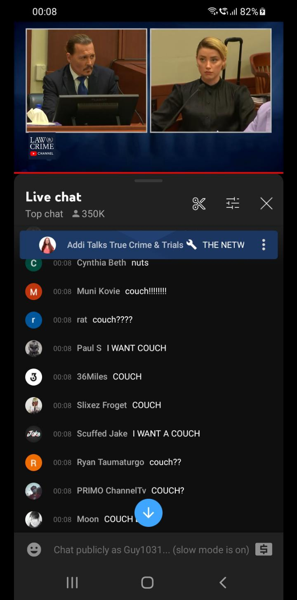 00:08
82%
LAW&
CRIME
CHANNEL
Live chat
Top chat 350K
Addi Talks True Crime & Trials THE NETW
C 00:08 Cynthia Beth nuts
M 00:08 Muni Kovie couch!!!!!!!!
r 00:08 rat couch????
00:08 Paul S I WANT COUCH
00:08 36Miles COUCH
00:08 Slixez Froget COUCH
00:08 Scuffed Jake I WANT A COUCH
R 00:08 Ryan Taumaturgo couch??
00:08 PRIMO ChannelTv COUCH?
00:08 Moon COUCH
Chat publicly as Guy1031... (slow mode is on)